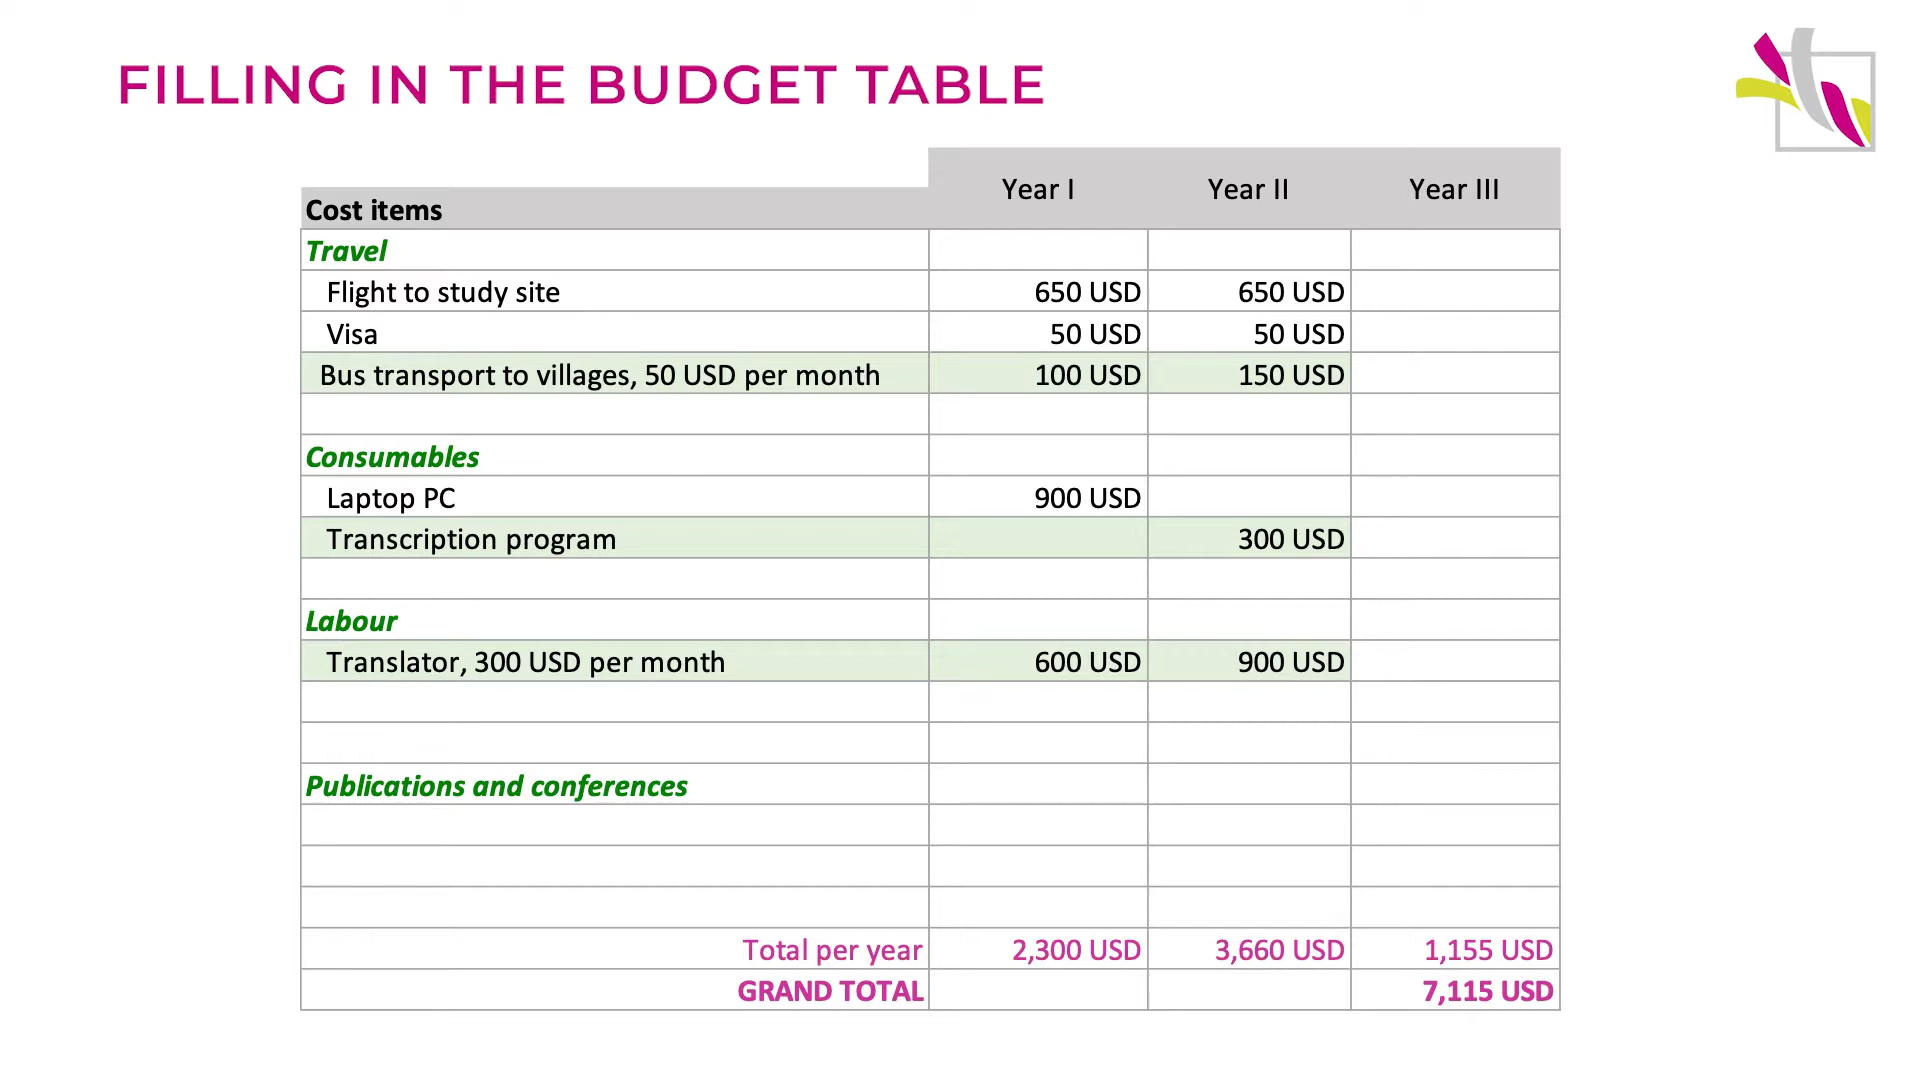 FILLING IN THE BUDGET TABLE
Year I Year II Year III
Cost items
Travel
Flight to study site 650 USD 650 USD
Visa 50 USD 50 USD
Bus transport to villages, 50 USD per month 100 USD 150 USD
Consumables
Laptop PC 900 USD
Transcription program 300 USD
Labour
Translator, 300 USD per month 600 USD 900 USD
Publications and conferences
Total per year 2,300 USD 3,660 USD 1,155 USD
GRAND TOTAL 7,115 USD